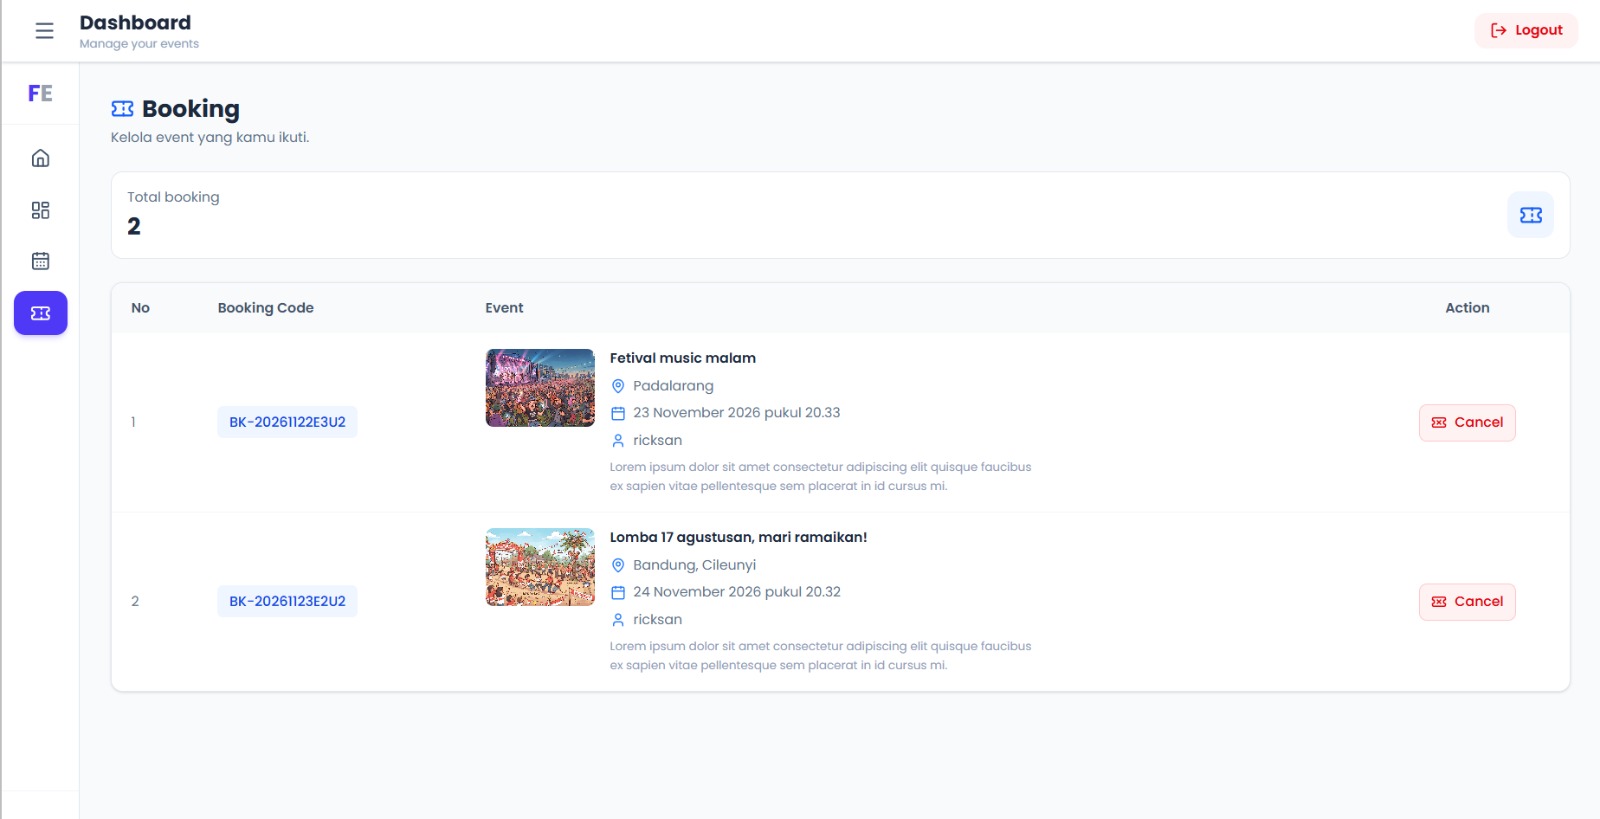 Dashboard
Manage your events
Logout
FE
Booking
Kelola event yang kamu ikuti.
Total booking
2
No Booking Code Event Action
1
BK-20261122E3U2
Fetival music malam
Padalarang
23 November 2026 pukul 20.33
ricksan
Lorem ipsum dolor sit amet consectetur adipiscing elit quisque faucibus
ex sapien vitae pellentesque sem placerat in id cursus mi.
Cancel
2
BK-20261123E2U2
Lomba 17 agustusan, mari ramaikan!
Bandung, Cileunyi
24 November 2026 pukul 20.32
ricksan
Lorem ipsum dolor sit amet consectetur adipiscing elit quisque faucibus
ex sapien vitae pellentesque sem placerat in id cursus mi.
Cancel